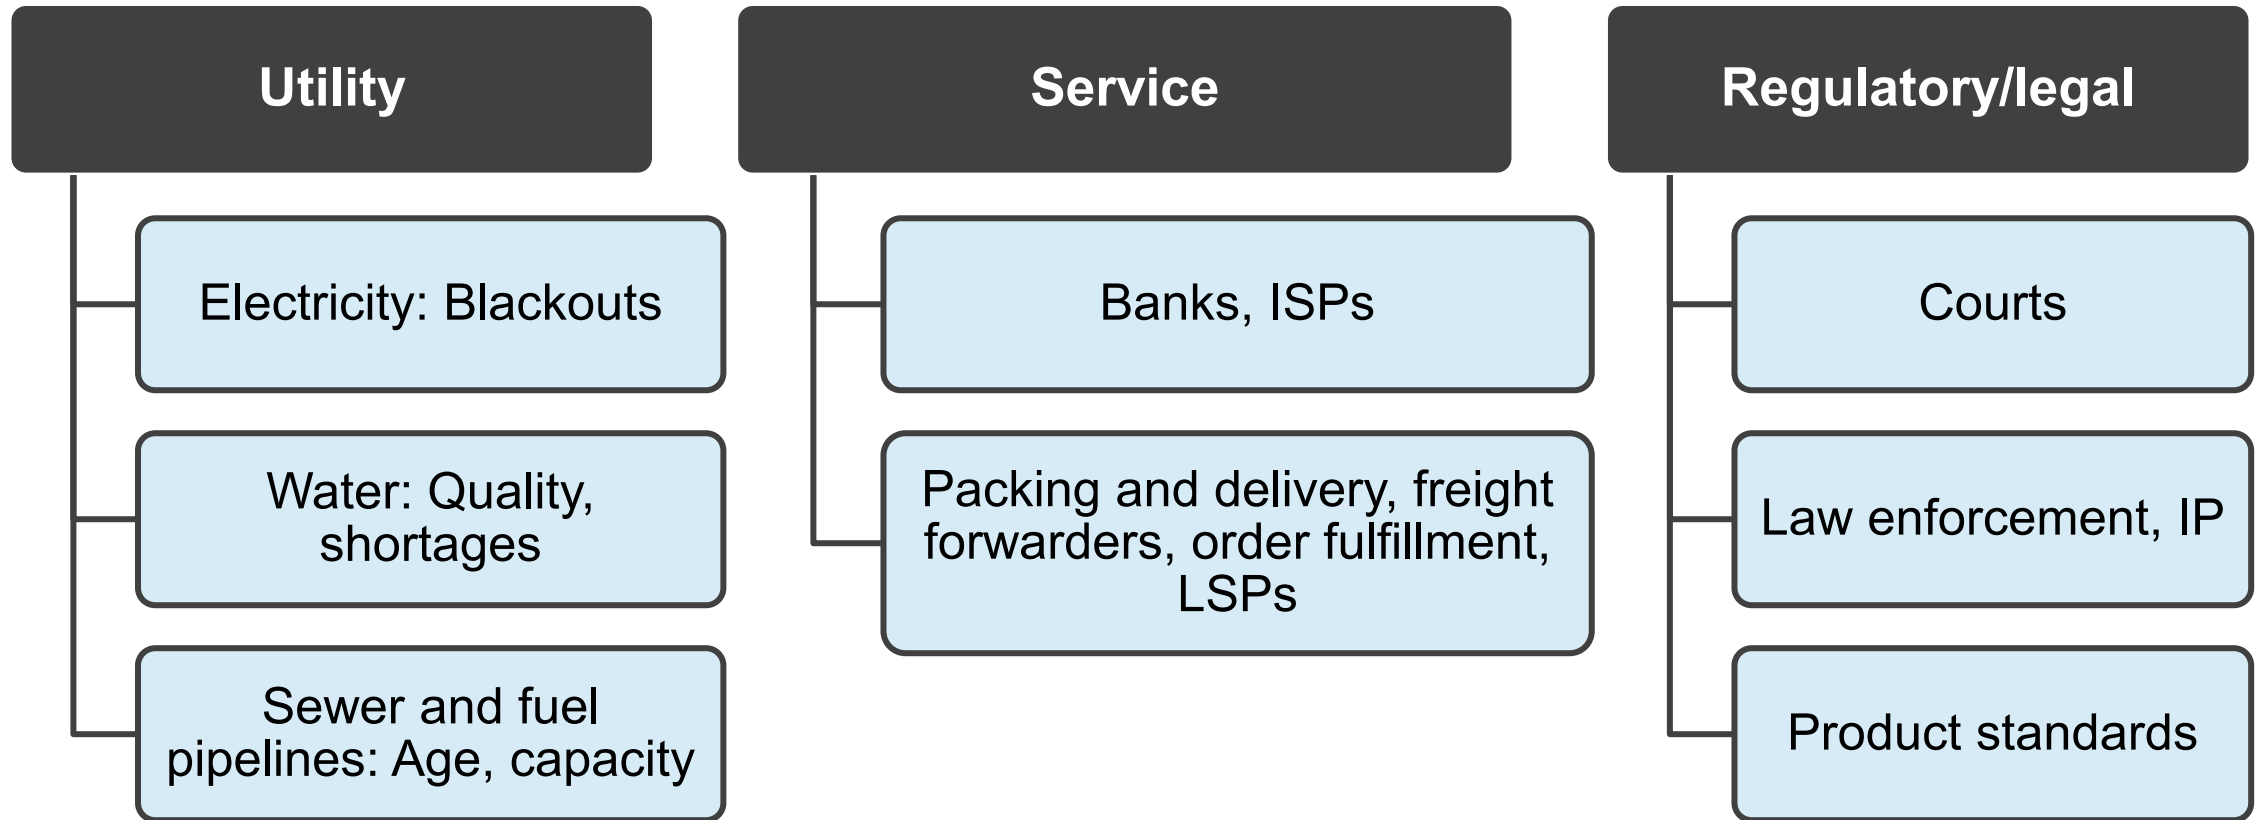 Utility
Electricity: Blackouts
Water: Quality,
shortages
Sewer and fuel
pipelines: Age, capacity
Service
Banks, ISPs
Packing and delivery, freight
forwarders, order fulfillment,
LSPs
Regulatory/legal
Courts
Law enforcement, IP
Product standards